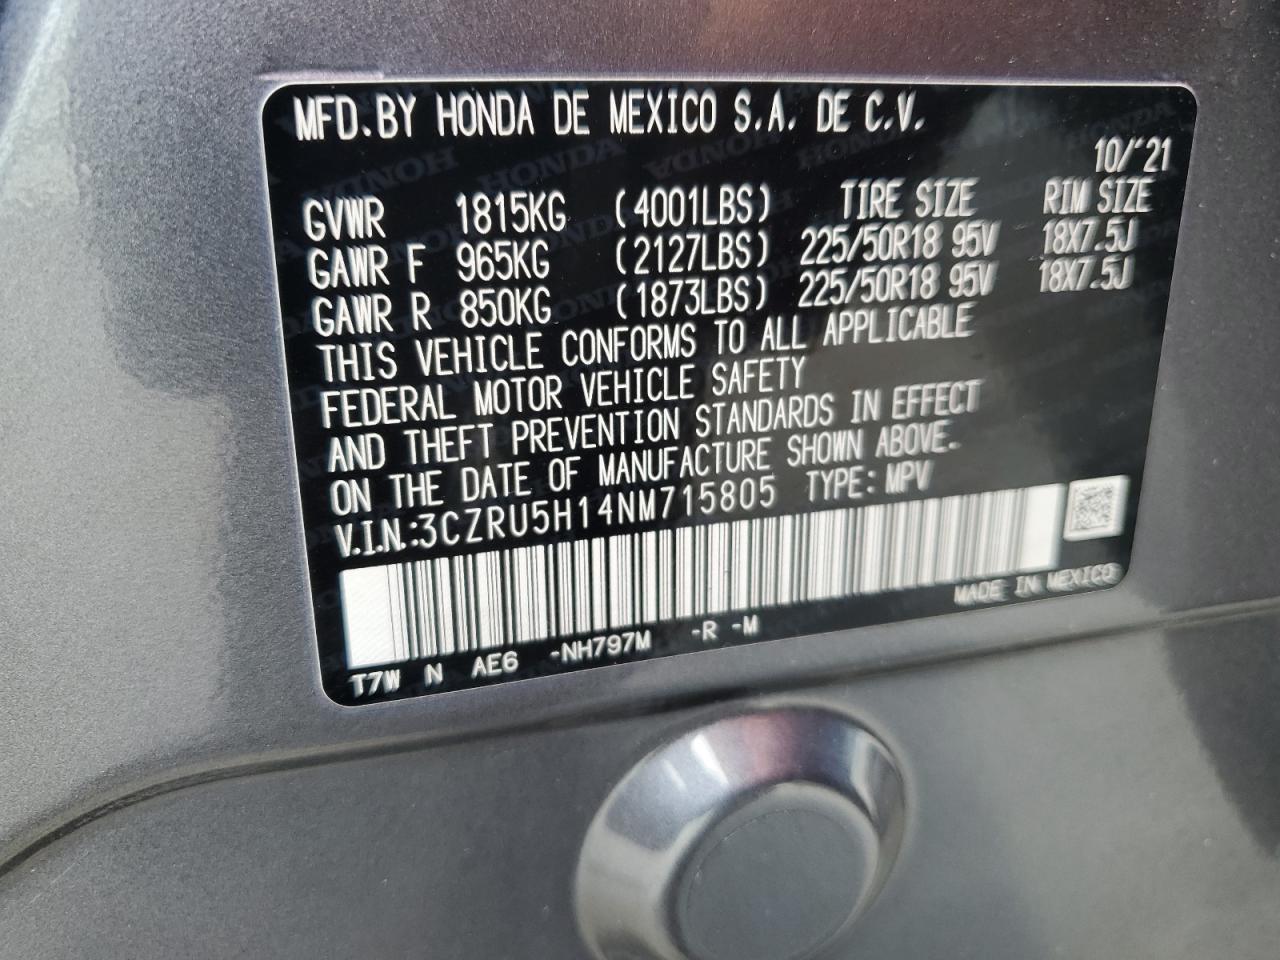 MFD.BY HONDA DE MEXICO S.A. DE C.V.
10/'21
GVWR 1815KG (4001LBS) TIRE SIZE RIM SIZE
GAWR F 965KG (2127LBS) 225/50R18 95V 18X7.5J
GAWR R 850KG (1873LBS) 225/50R18 95V 18X7.5J
THIS VEHICLE CONFORMS TO ALL APPLICABLE
FEDERAL MOTOR VEHICLE SAFETY
AND THEFT PREVENTION STANDARDS IN EFFECT
ON THE DATE OF MANUFACTURE SHOWN ABOVE.
V.I.N.:3CZRU5H14NM715805 TYPE: MPV
MADE IN MEXICO
T7W N AE6 -NH797M -R -M